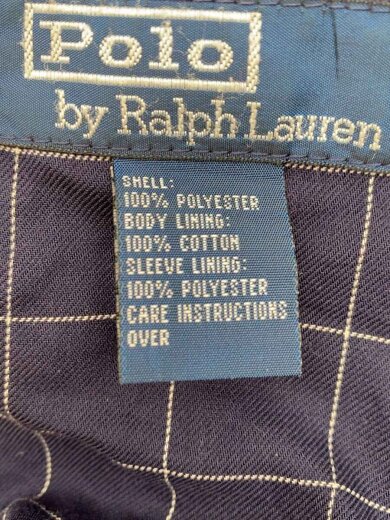 Polo
by Ralph Lauren
SHELL:
100% POLYESTER
BODY LINING:
100% COTTON
SLEEVE LINING:
100% POLYESTER
CARE INSTRUCTIONS
OVER